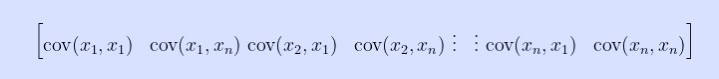 [cov(x₁, x₁) cov(x₁, xₙ) cov(x₂, x₁) cov(x₂, xₙ) ⋮ ⋮ cov(xₙ, x₁) cov(xₙ, xₙ)]